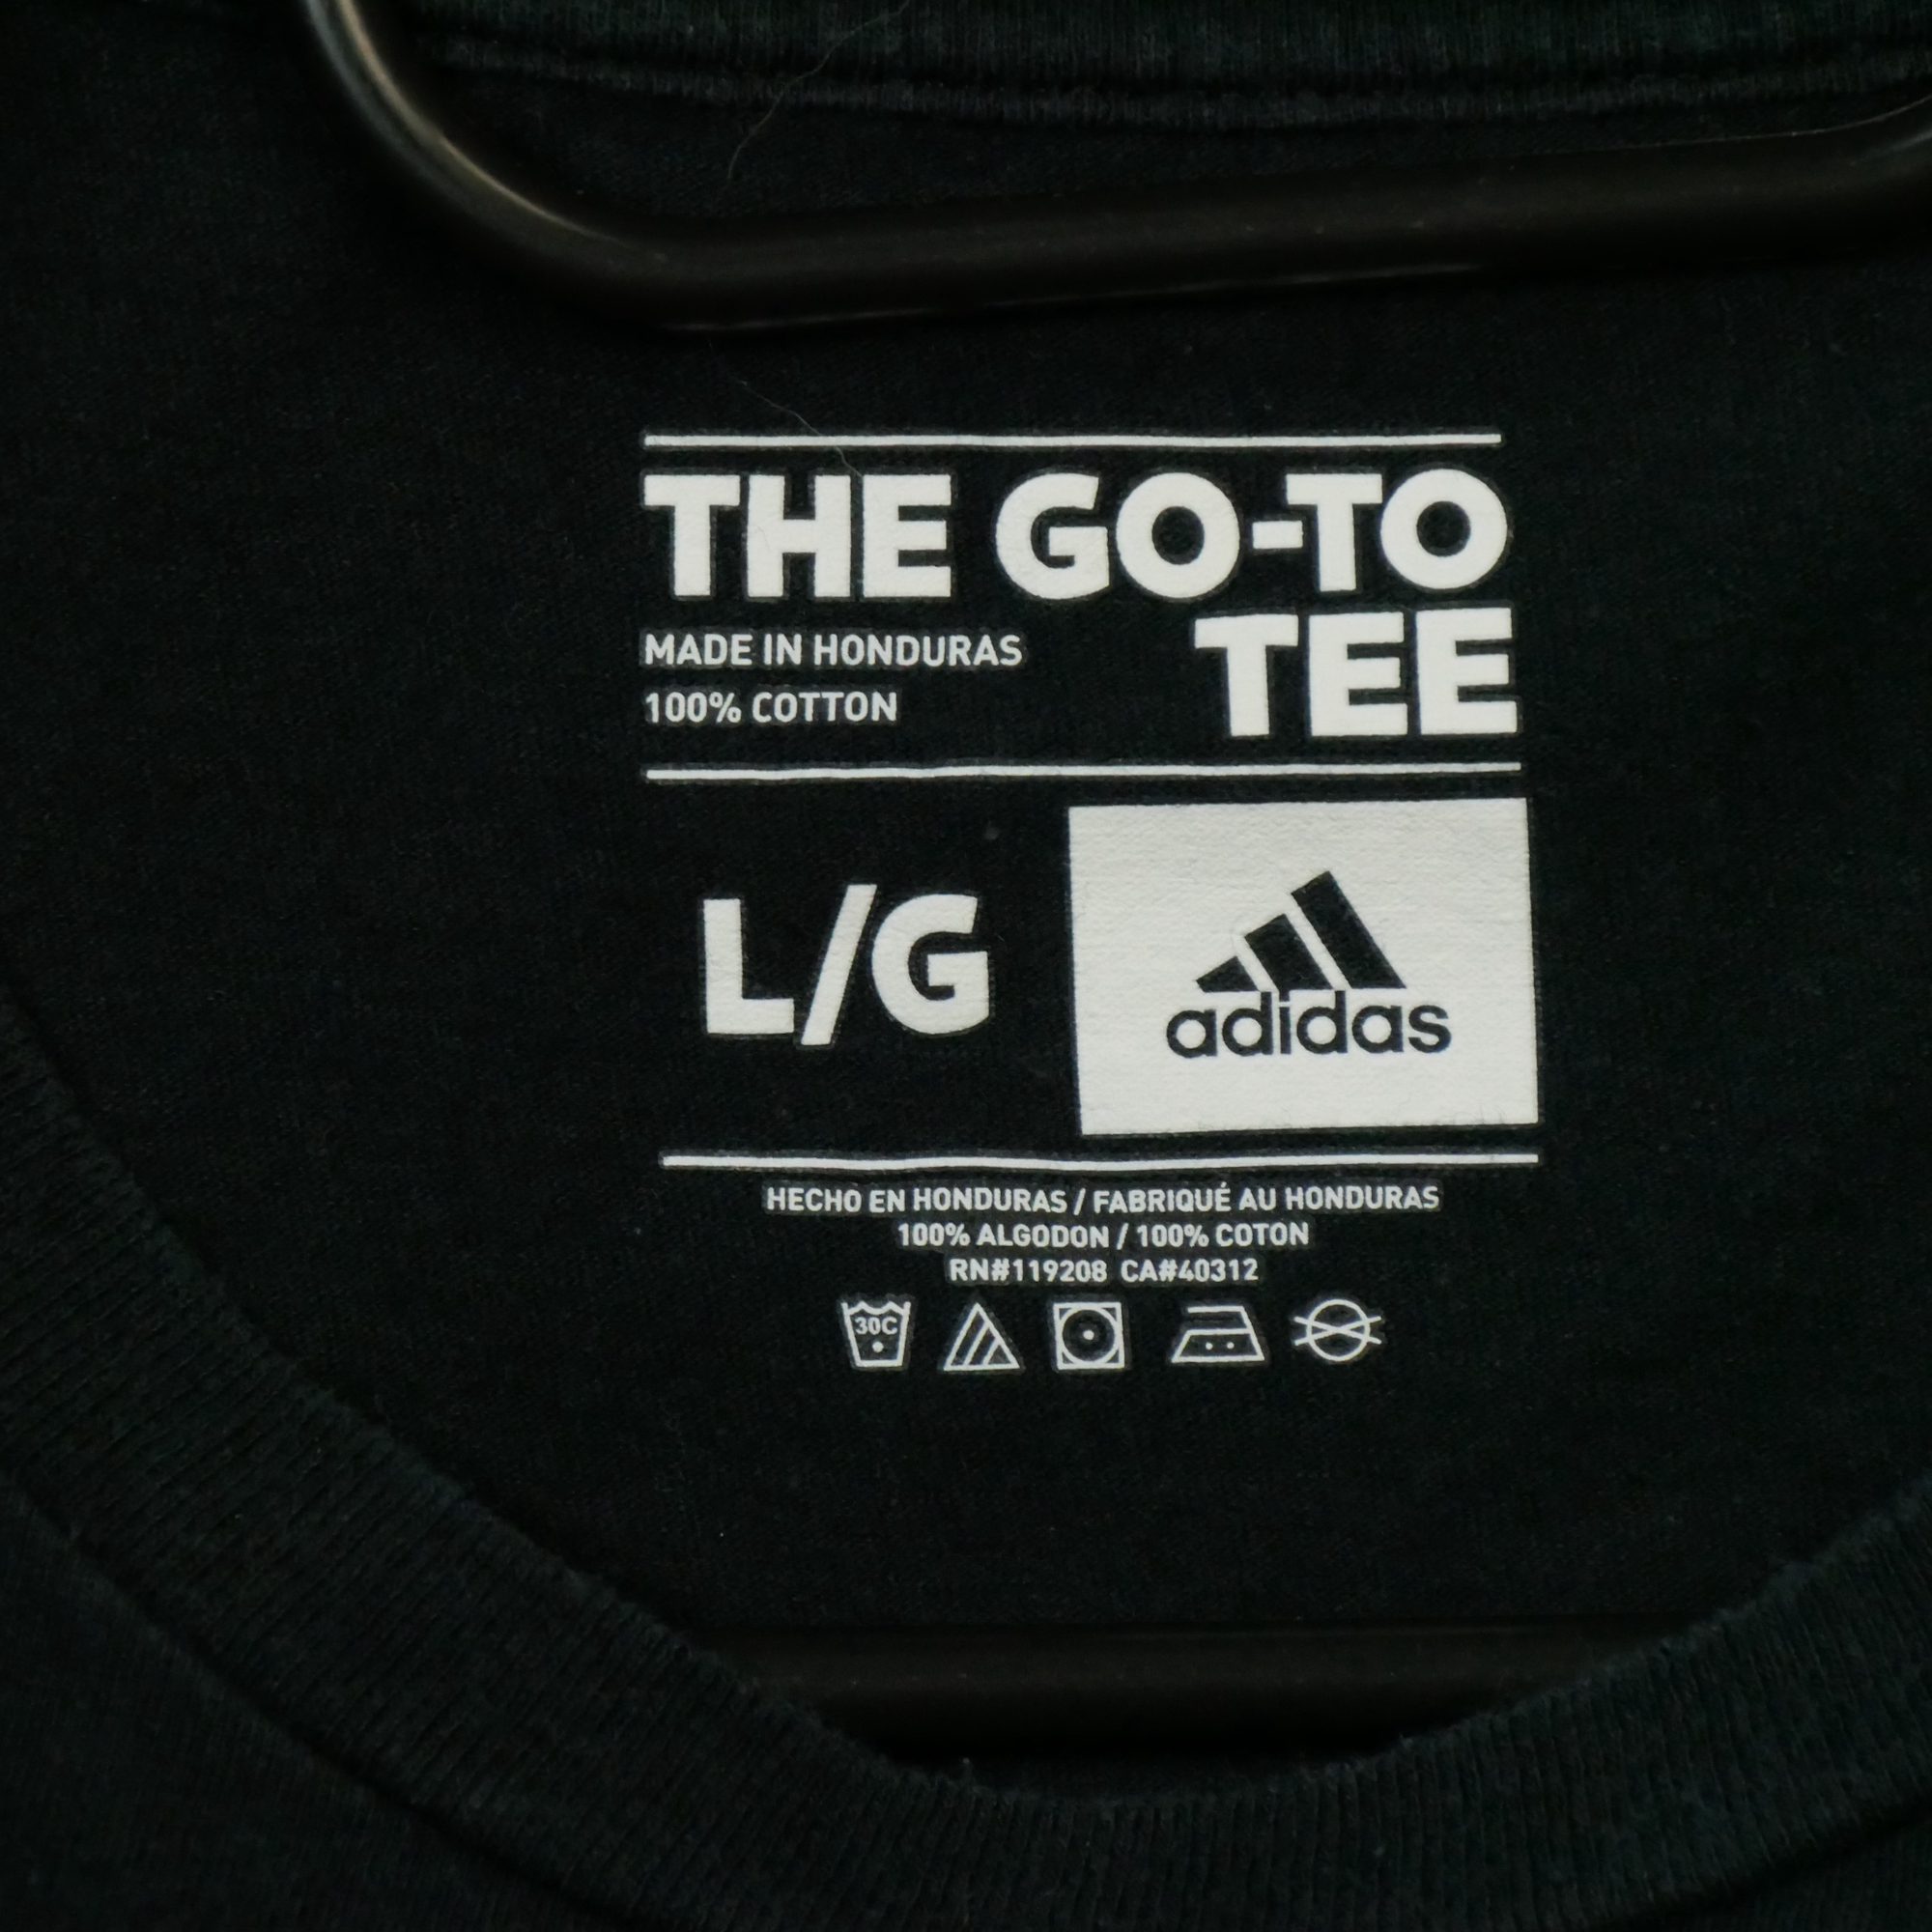 THE GO-TO
TEE
MADE IN HONDURAS
100% COTTON
L/G
adidas
HECHO EN HONDURAS / FABRIQUÉ AU HONDURAS
100% ALGODON / 100% COTON
RN#119208 CA#40312
30C